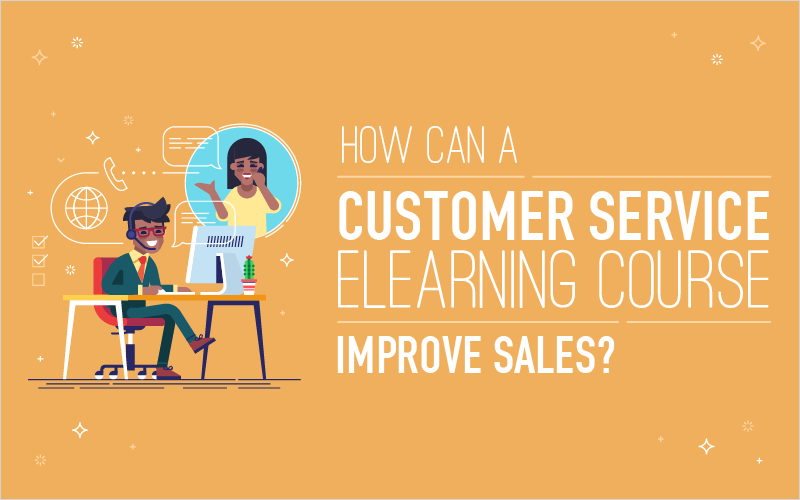 HOW CAN A
CUSTOMER SERVICE
ELEARNING COURSE
IMPROVE SALES?